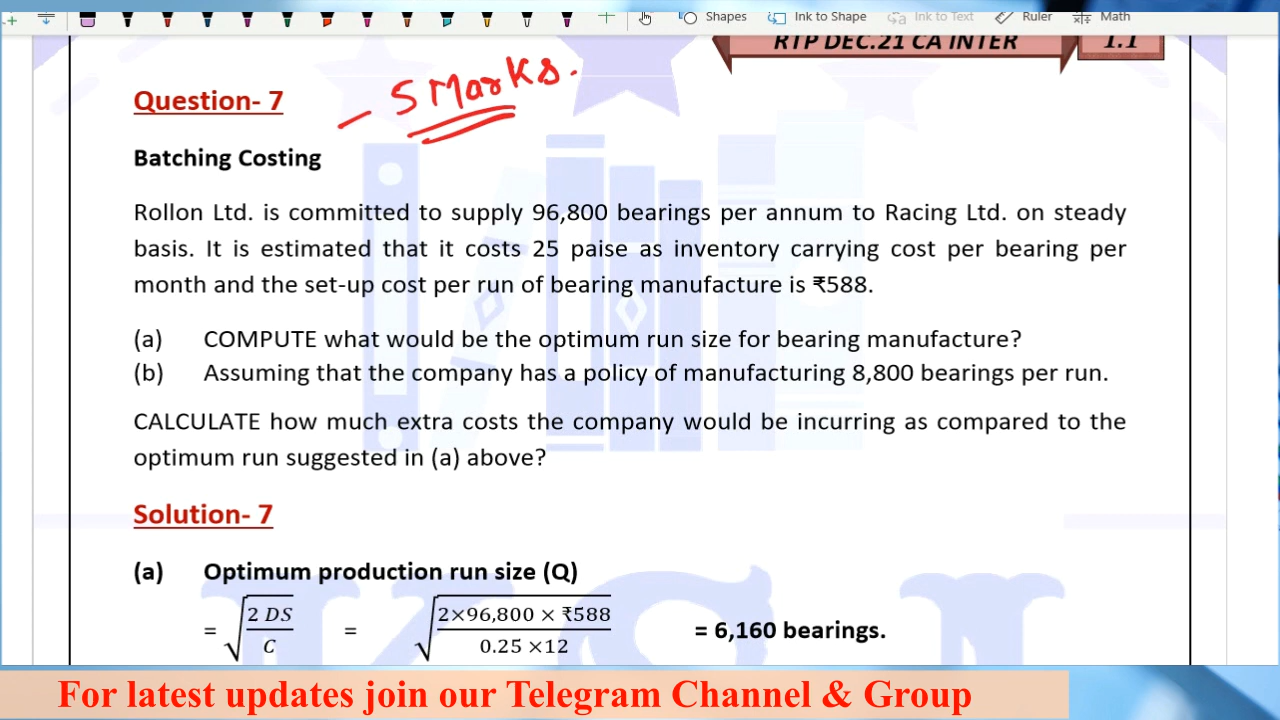 Shapes Ink to Shape Ink to Text Ruler Math
RTP DEC.21 CA INTER 1.1
Question- 7 – 5 Marks.
Batching Costing
Rollon Ltd. is committed to supply 96,800 bearings per annum to Racing Ltd. on steady
basis. It is estimated that it costs 25 paise as inventory carrying cost per bearing per
month and the set-up cost per run of bearing manufacture is ₹588.
(a) COMPUTE what would be the optimum run size for bearing manufacture?
(b) Assuming that the company has a policy of manufacturing 8,800 bearings per run.
CALCULATE how much extra costs the company would be incurring as compared to the
optimum run suggested in (a) above?
Solution- 7
(a) Optimum production run size (Q)
= √(2 DS / C) = √(2×96,800 × ₹588 / 0.25 ×12) = 6,160 bearings.
For latest updates join our Telegram Channel & Group